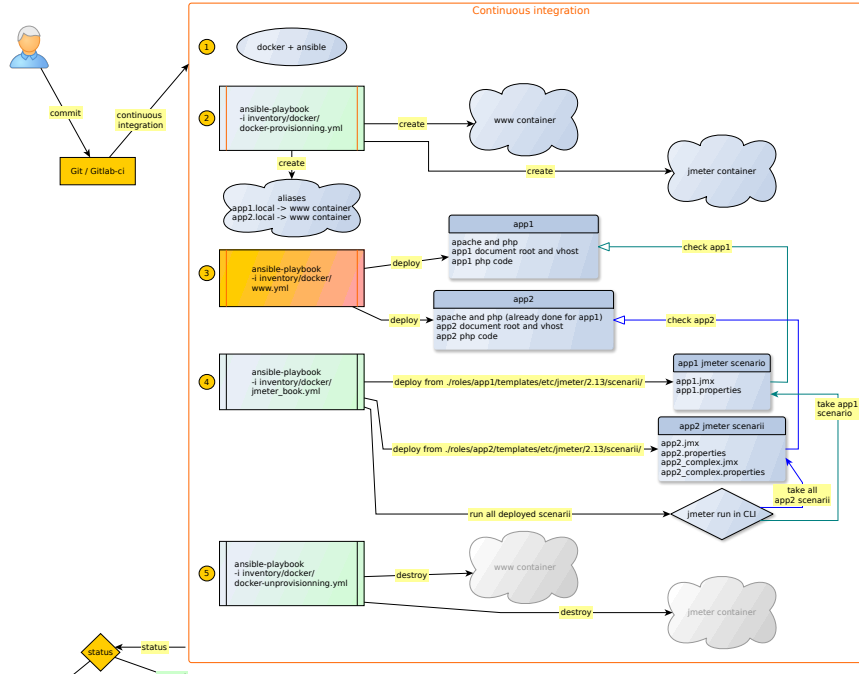 Continuous integration
1
docker + ansible
commit
continuous
integration
Git / Gitlab-ci
2
ansible-playbook
-i inventory/docker/
docker-provisionning.yml
create
www container
create
jmeter container
create
aliases
app1.local -> www container
app2.local -> www container
3
ansible-playbook
-i inventory/docker/
www.yml
deploy
app1
apache and php
app1 document root and vhost
app1 php code
check app1
deploy
app2
apache and php (already done for app1)
app2 document root and vhost
app2 php code
check app2
4
ansible-playbook
-i inventory/docker/
jmeter_book.yml
deploy from ./roles/app1/templates/etc/jmeter/2.13/scenarii/
app1 jmeter scenario
app1.jmx
app1.properties
take app1
scenario
deploy from ./roles/app2/templates/etc/jmeter/2.13/scenarii/
app2 jmeter scenarii
app2.jmx
app2.properties
app2_complex.jmx
app2_complex.properties
take all
app2 scenarii
run all deployed scenarii
jmeter run in CLI
5
ansible-playbook
-i inventory/docker/
docker-unprovisionning.yml
destroy
www container
destroy
jmeter container
status
status